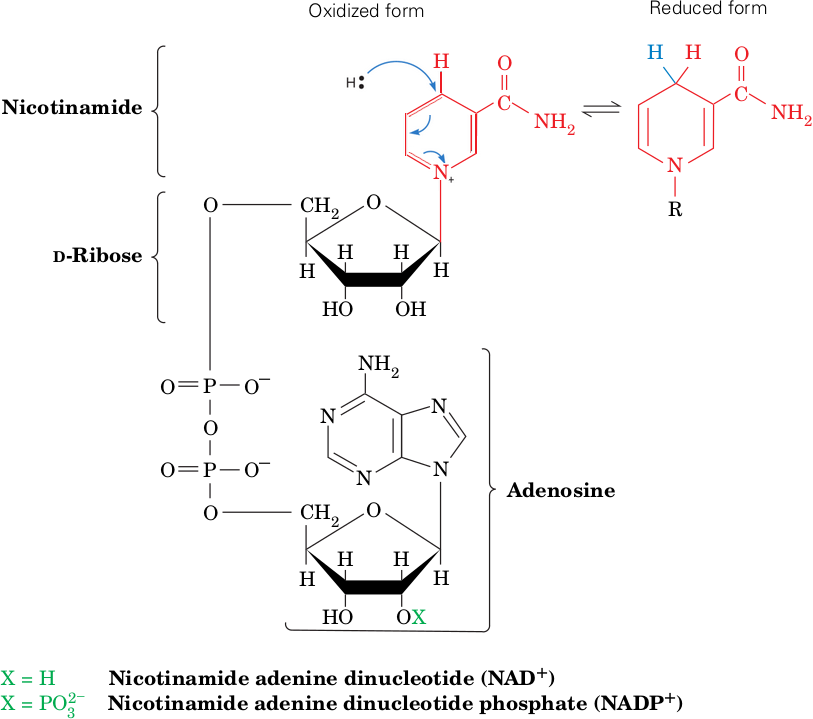 Oxidized form
Reduced form
H:
H
O
C
NH₂
N+
Nicotinamide
H H
O
C
NH₂
N
R
O
CH₂
O
H
H
H
H
HO
OH
D-Ribose
O=P—O⁻
O
O=P—O⁻
O
NH₂
N
N
N
N
CH₂
O
H
H
H
H
HO
OX
Adenosine
X = H Nicotinamide adenine dinucleotide (NAD⁺)
X = PO₃²⁻ Nicotinamide adenine dinucleotide phosphate (NADP⁺)